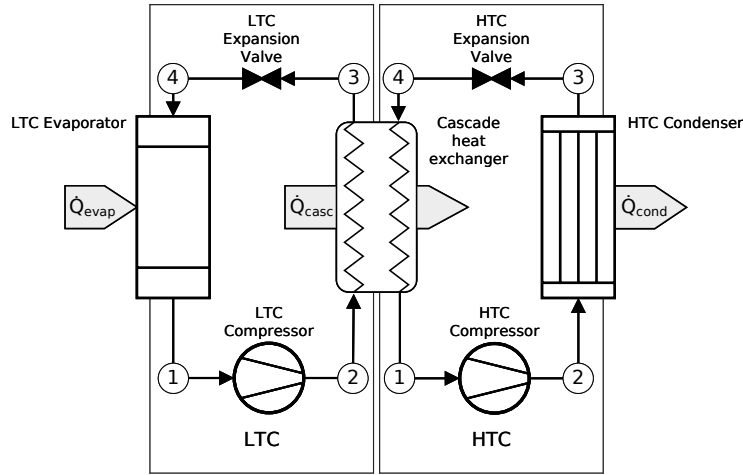 LTC
Expansion
Valve
HTC
Expansion
Valve
4
3
4
3
LTC Evaporator
Cascade
heat
exchanger
HTC Condenser
Q̇evap
Q̇casc
Q̇cond
LTC
Compressor
HTC
Compressor
1
2
1
2
LTC
HTC